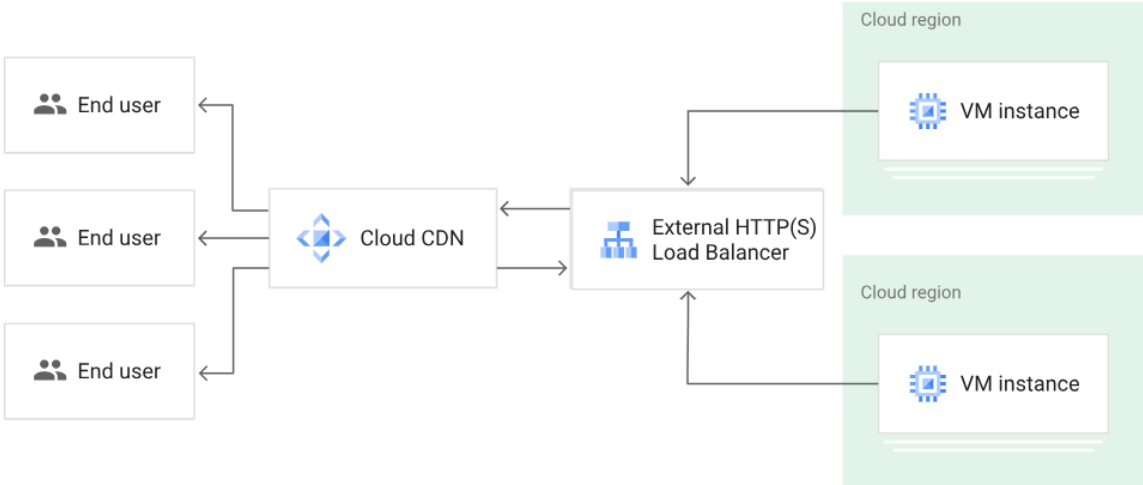 End user
End user
End user
Cloud CDN
External HTTP(S)
Load Balancer
Cloud region
VM instance
Cloud region
VM instance